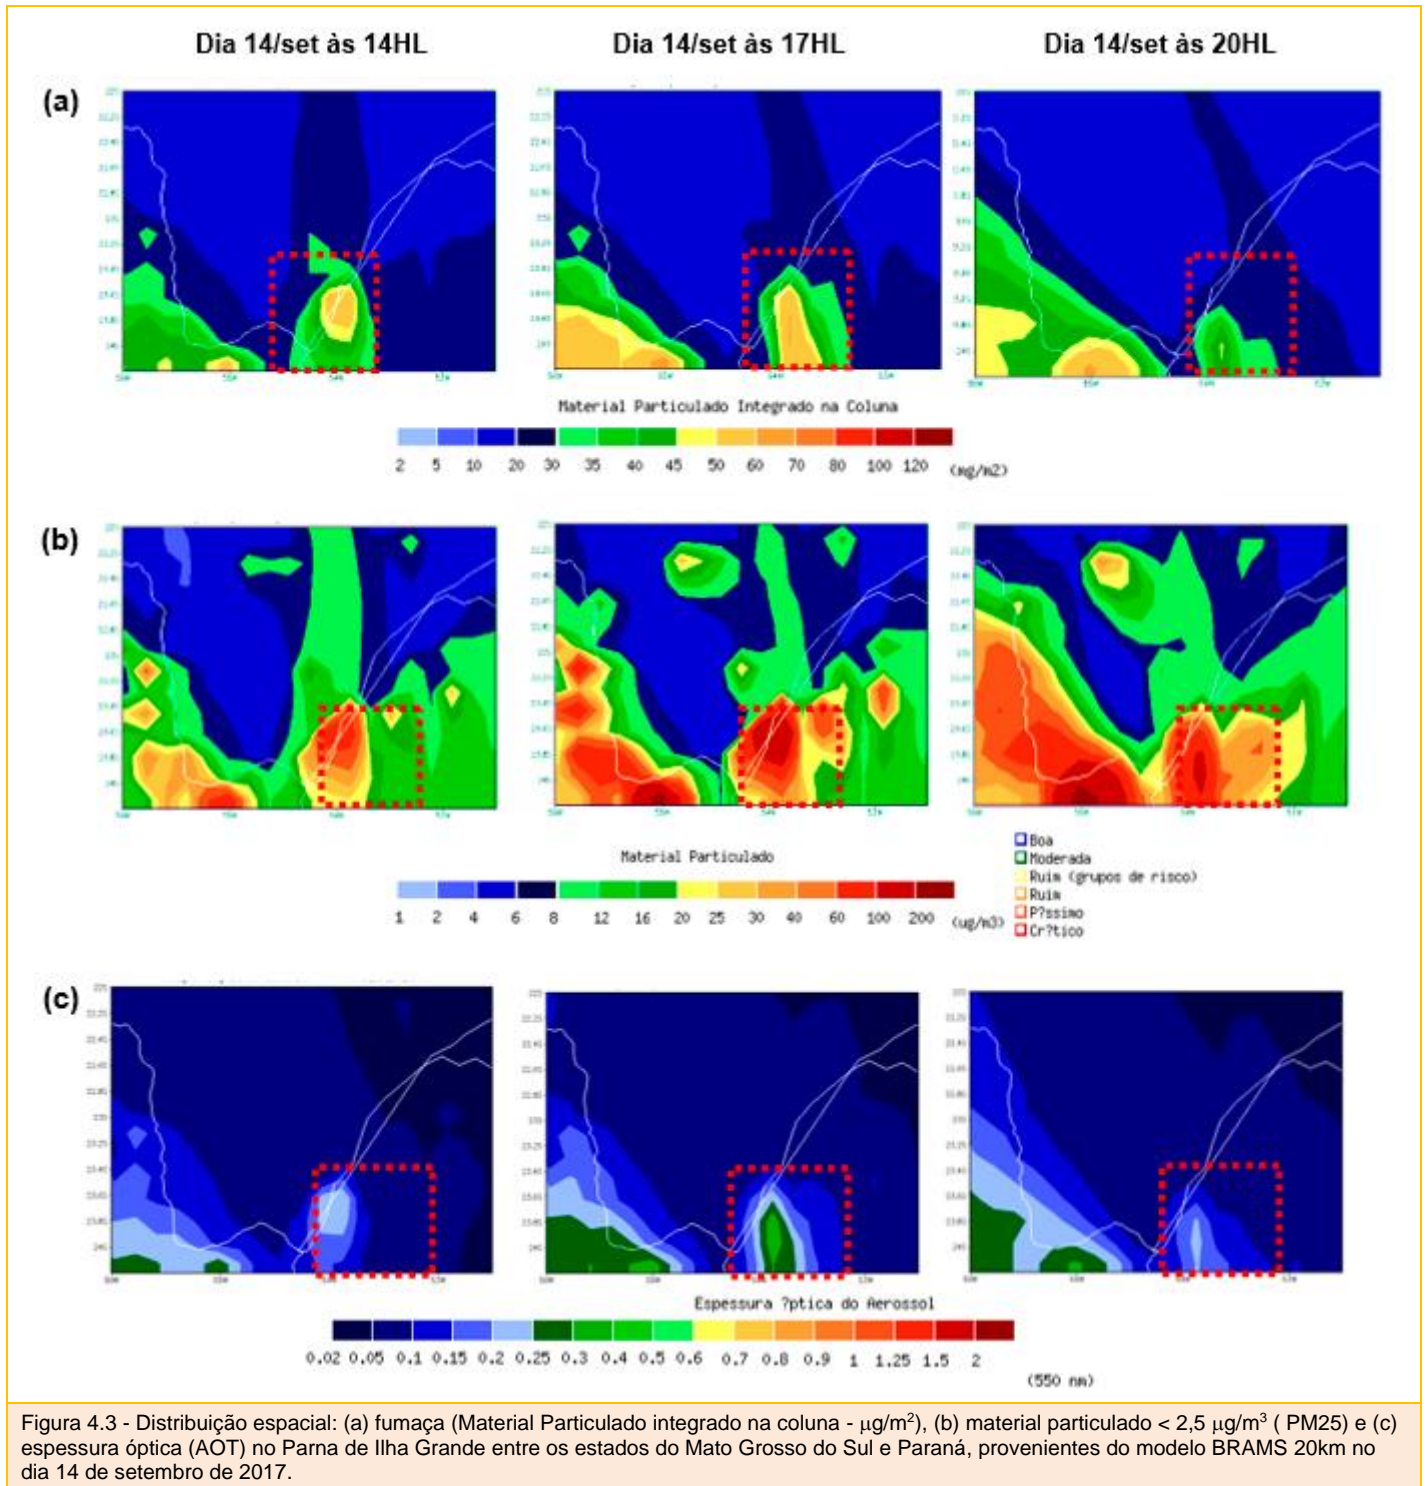 Dia 14/set às 14HL
Dia 14/set às 17HL
Dia 14/set às 20HL
(a)
Material Particulado Integrado na Coluna
2 5 10 20 30 35 40 45 50 60 70 80 100 120 (mg/m2)
(b)
Material Particulado
1 2 4 6 8 12 16 20 25 30 40 60 100 200 (ug/m3)
Boa
Moderada
Ruim (grupos de risco)
Ruim
P?ssimo
Cr?tico
(c)
Espessura ?ptica do Aerossol
0.02 0.05 0.1 0.15 0.2 0.25 0.3 0.4 0.5 0.6 0.7 0.8 0.9 1 1.25 1.5 2
(550 nm)
Figura 4.3 - Distribuição espacial: (a) fumaça (Material Particulado integrado na coluna - μg/m²), (b) material particulado < 2,5 μg/m³ ( PM25) e (c)
espessura óptica (AOT) no Parna de Ilha Grande entre os estados do Mato Grosso do Sul e Paraná, provenientes do modelo BRAMS 20km no
dia 14 de setembro de 2017.